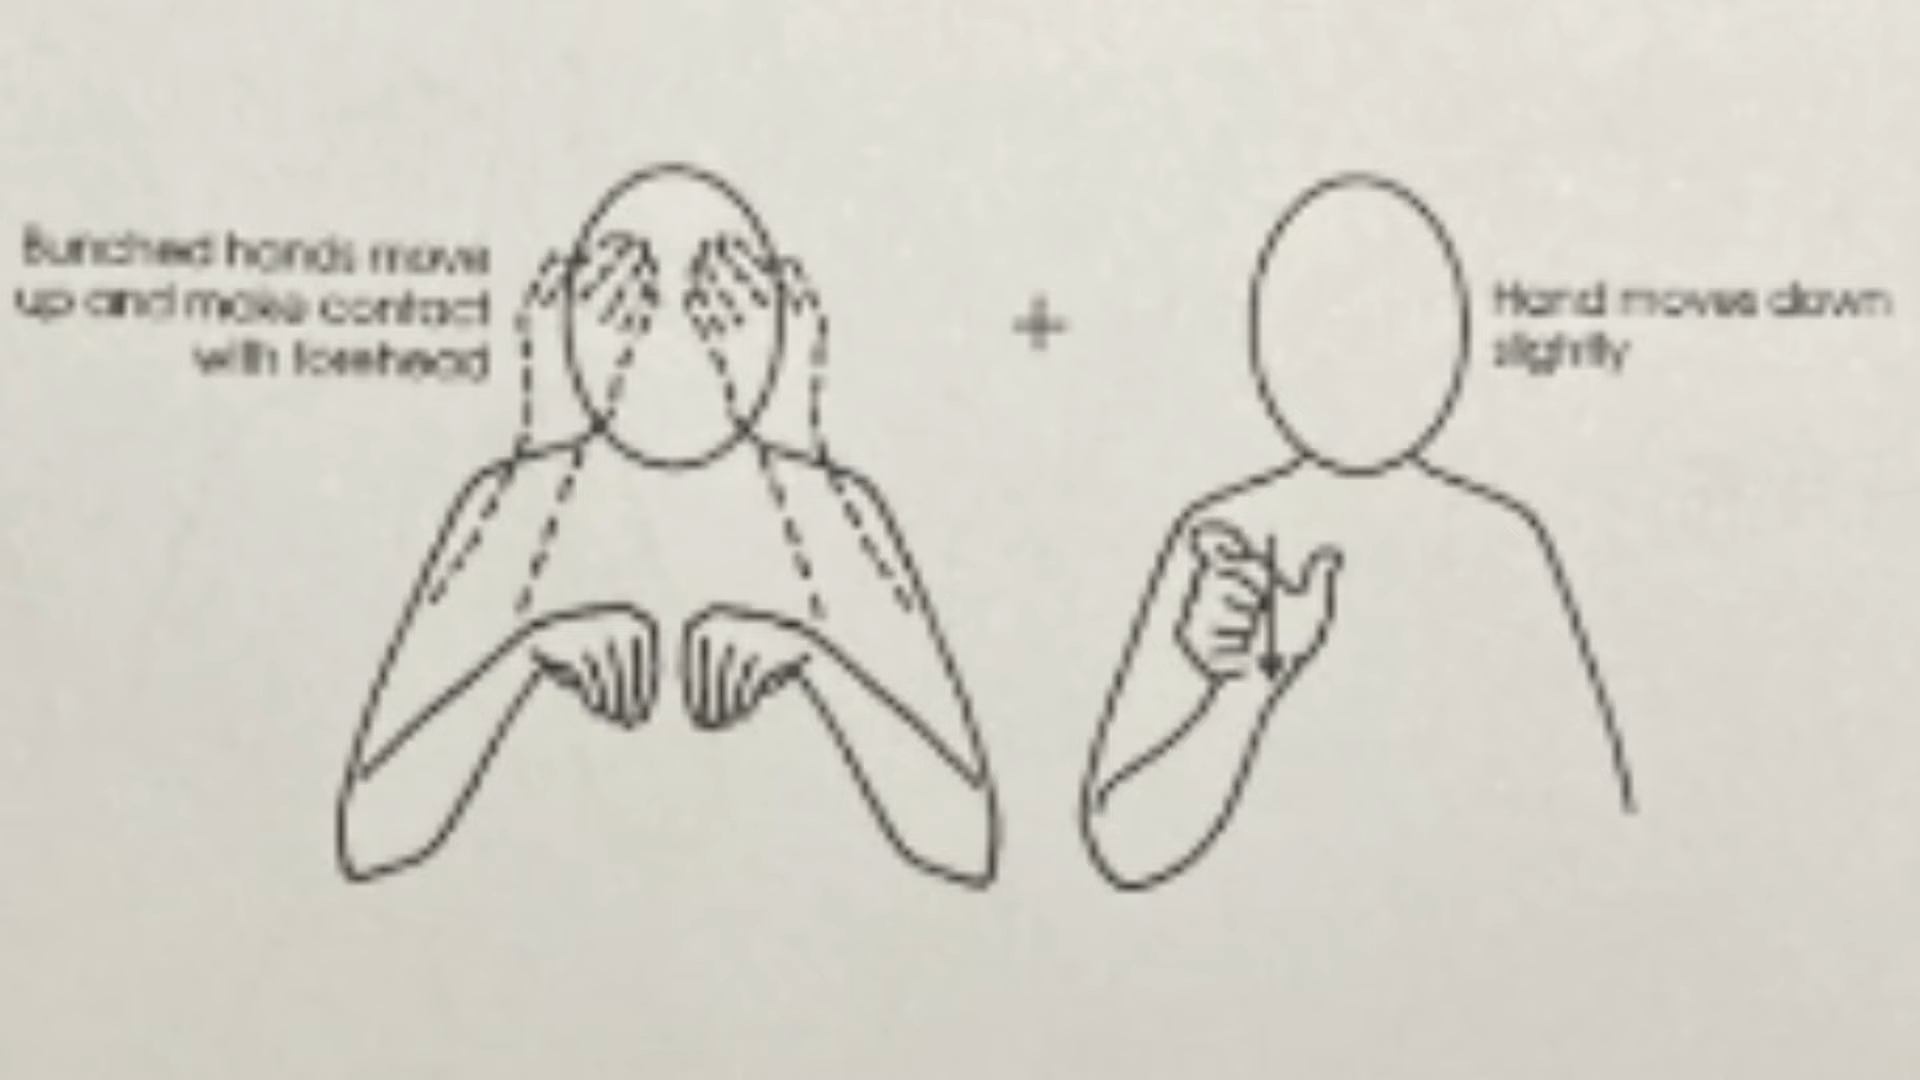 Bunched hands move
up and make contact
with forehead
+
Hand moves down
slightly